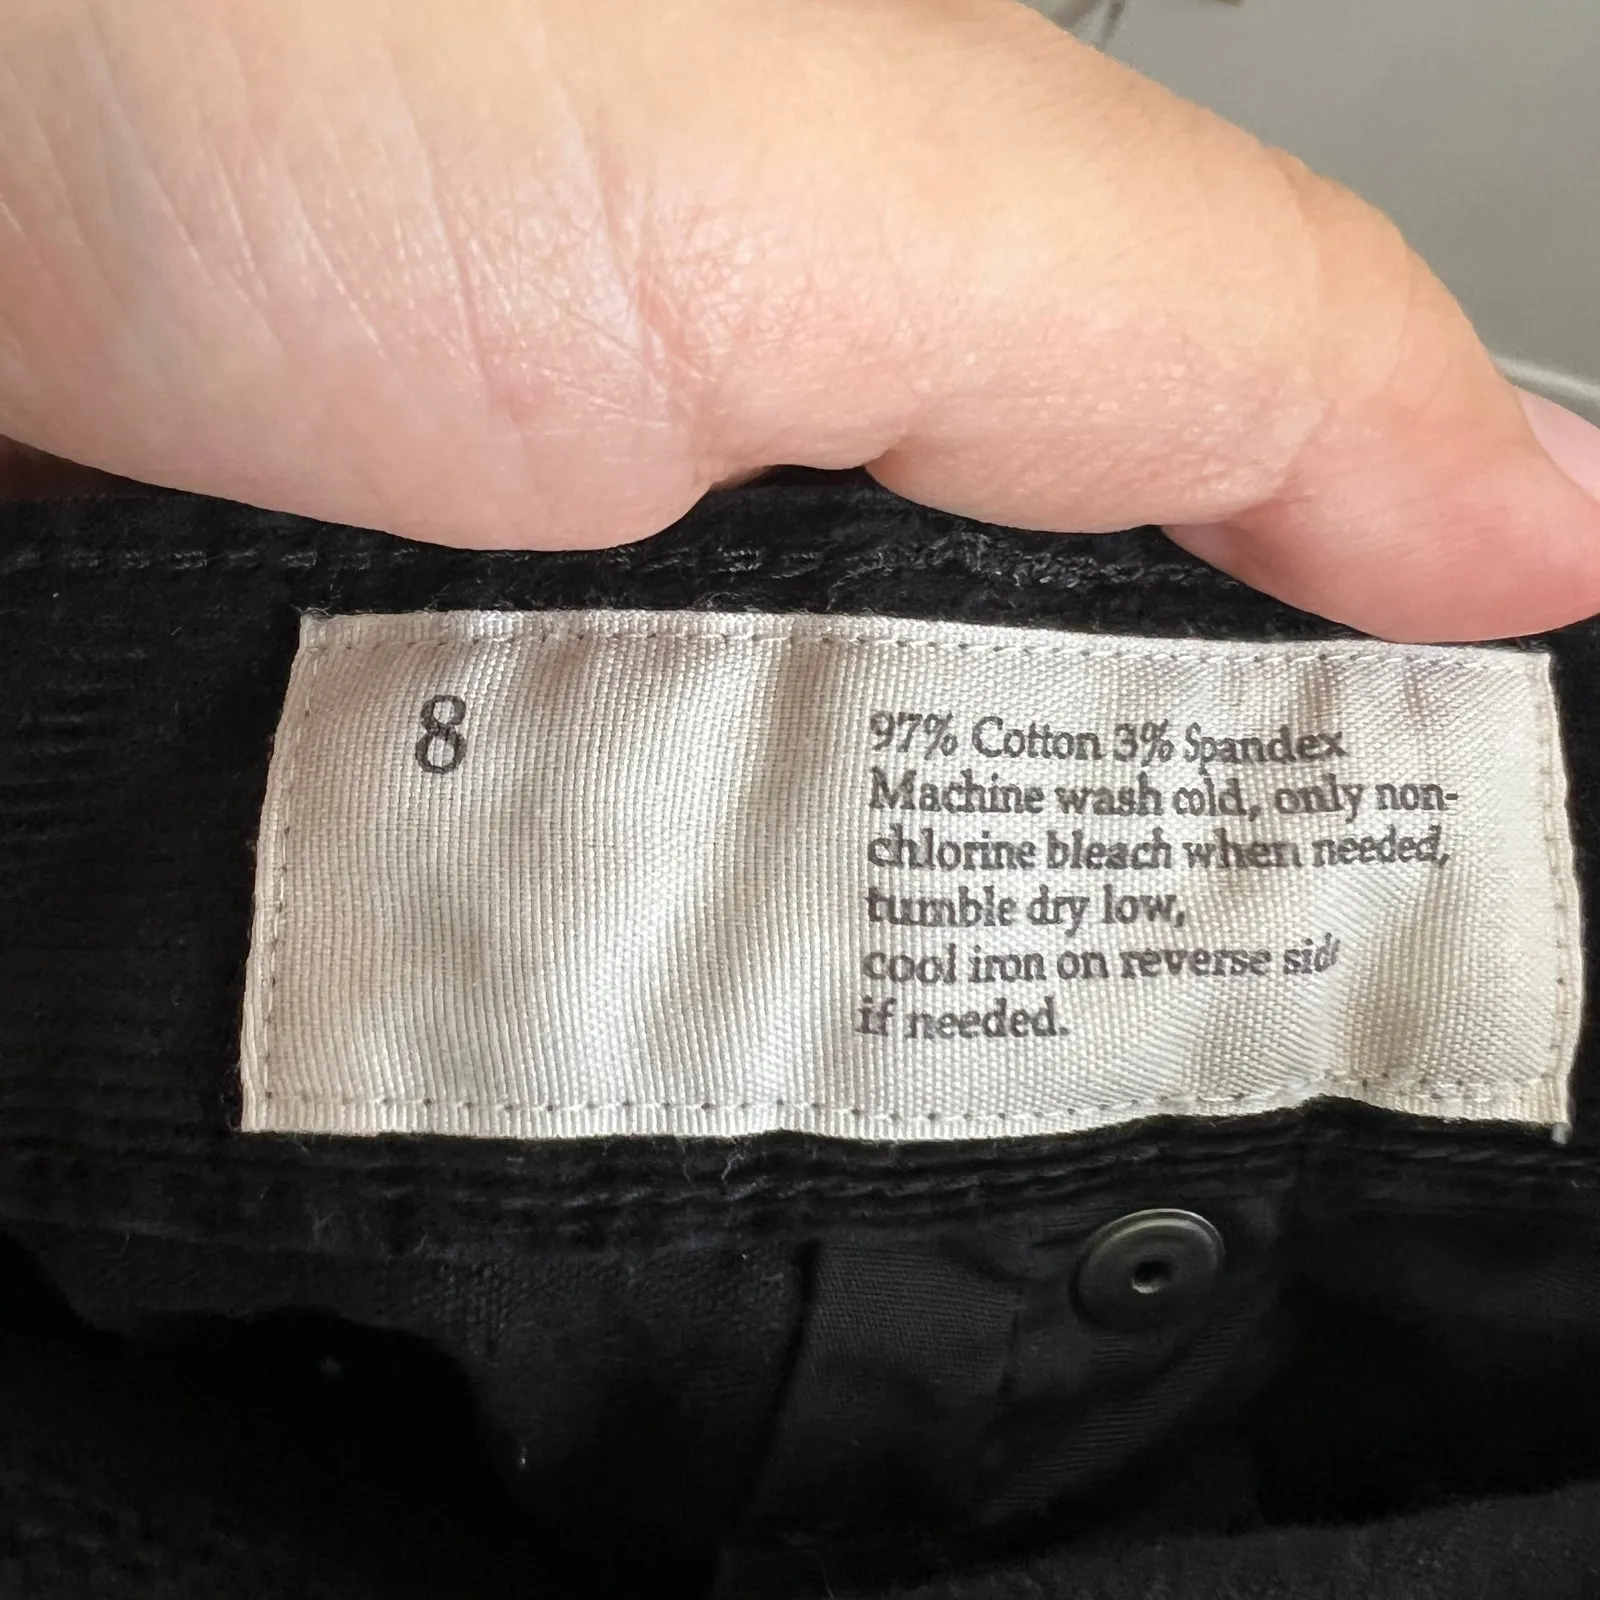 8
97% Cotton 3% Spandex
Machine wash cold, only non-
chlorine bleach when needed,
tumble dry low,
cool iron on reverse side
if needed.